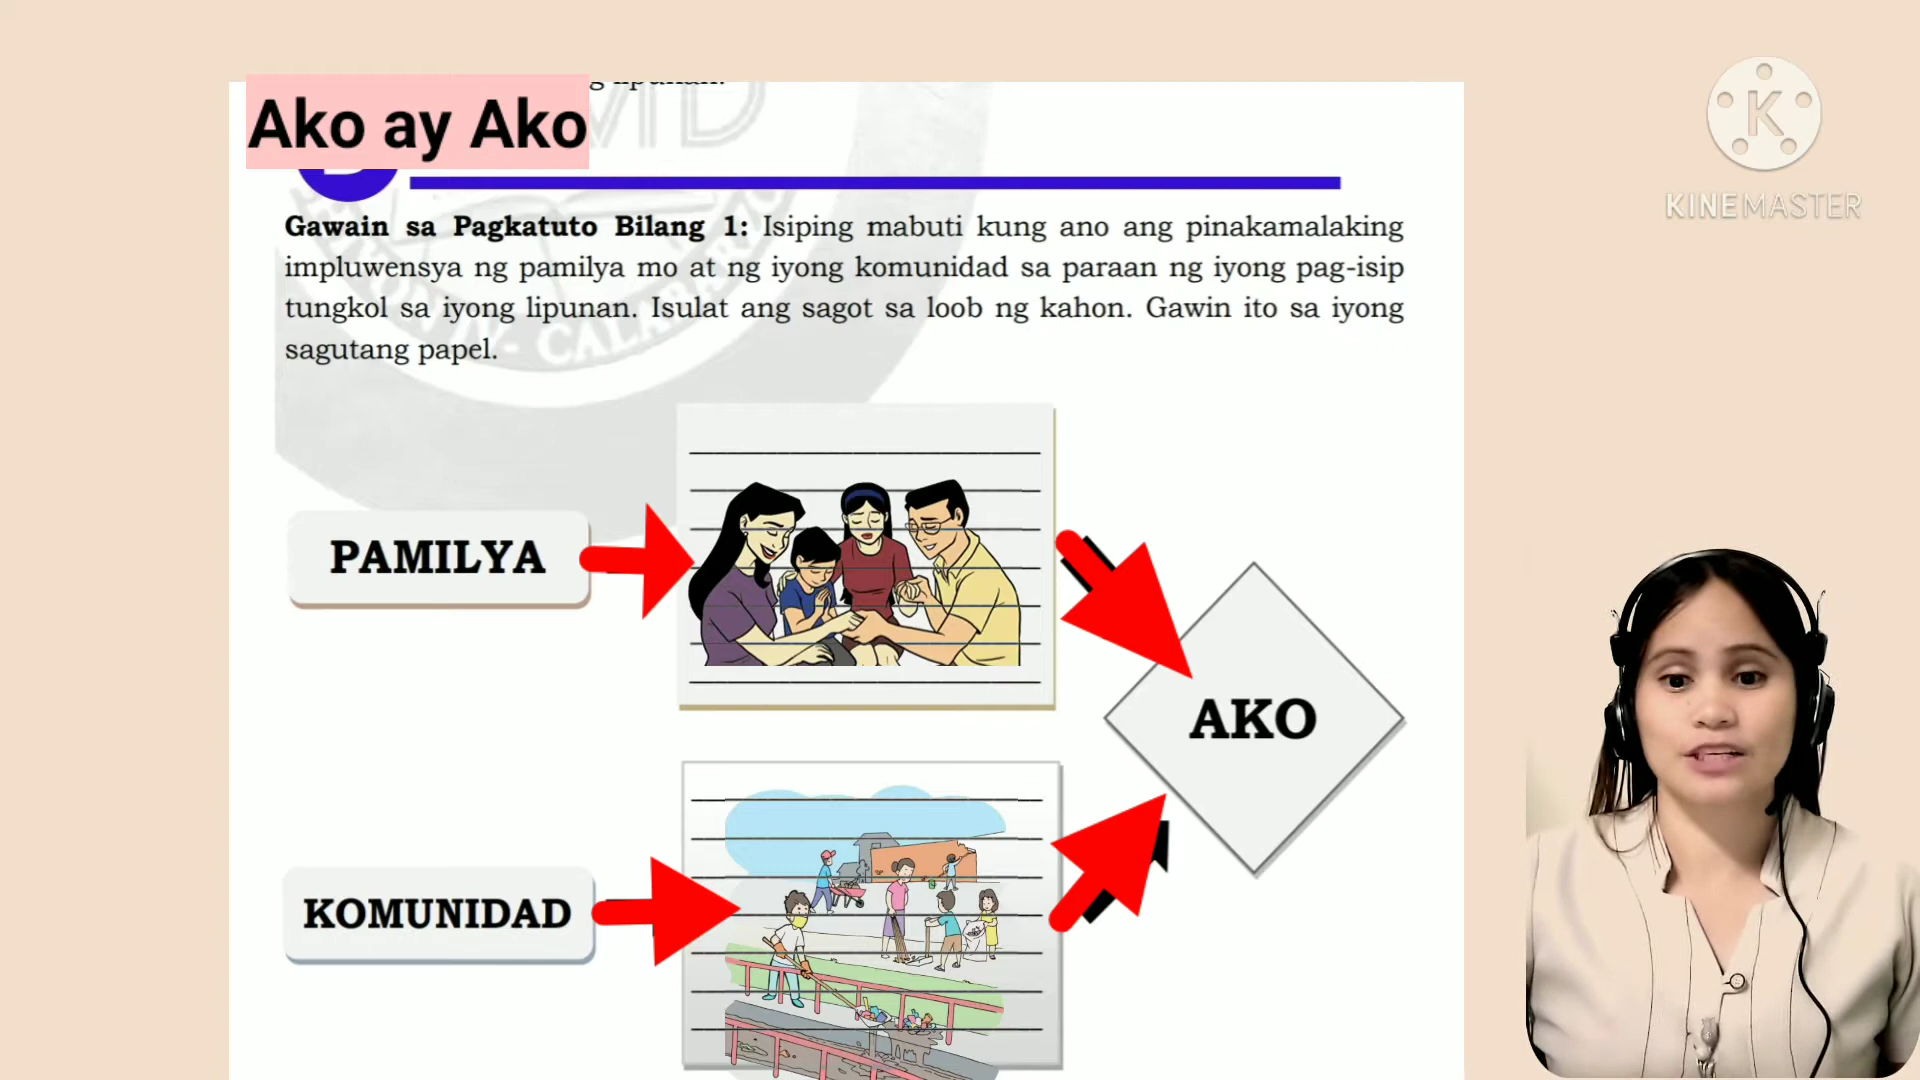 g lipunan.
Ako ay Ako
Gawain sa Pagkatuto Bilang 1: Isiping mabuti kung ano ang pinakamalaking
impluwensya ng pamilya mo at ng iyong komunidad sa paraan ng iyong pag-isip
tungkol sa iyong lipunan. Isulat ang sagot sa loob ng kahon. Gawin ito sa iyong
sagutang papel.
PAMILYA
AKO
KOMUNIDAD
K
KINEMASTER